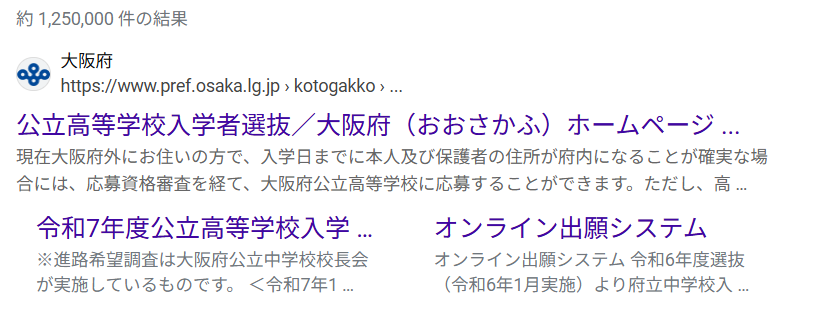 約 1,250,000 件の結果
大阪府
https://www.pref.osaka.lg.jp › kotogakko › ...
公立高等学校入学者選抜／大阪府（おおさかふ）ホームページ ...
現在大阪府外にお住いの方で、入学日までに本人及び保護者の住所が府内になることが確実な場
合には、応募資格審査を経て、大阪府公立高等学校に応募することができます。ただし、高 ...
令和7年度公立高等学校入学 ...
※進路希望調査は大阪府公立中学校校長会
が実施しているものです。 ＜令和7年1 ...
オンライン出願システム
オンライン出願システム 令和6年度選抜
（令和6年1月実施）より府立中学校入 ...